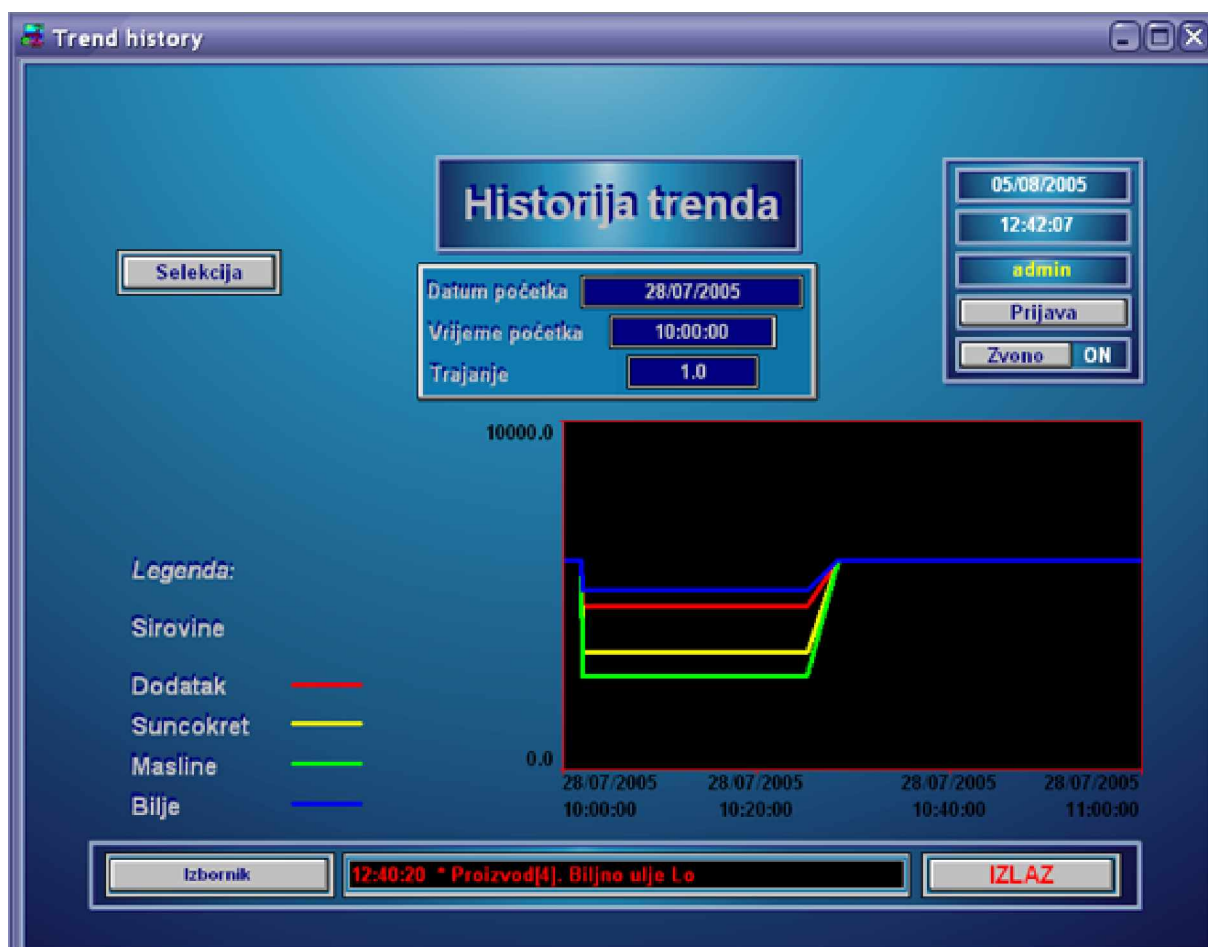 Trend history
Historija trenda
05/08/2005
12:42:07
admin
Prijava
Zvono ON
Selekcija
Datum početka 28/07/2005
Vrijeme početka 10:00:00
Trajanje 1.0
10000.0
0.0
28/07/2005 28/07/2005 28/07/2005 28/07/2005
10:00:00 10:20:00 10:40:00 11:00:00
Legenda:
Sirovine
Dodatak
Suncokret
Masline
Bilje
Izbornik
12:40:20 * Proizvod[4]. Biljno ulje Lo
IZLAZ